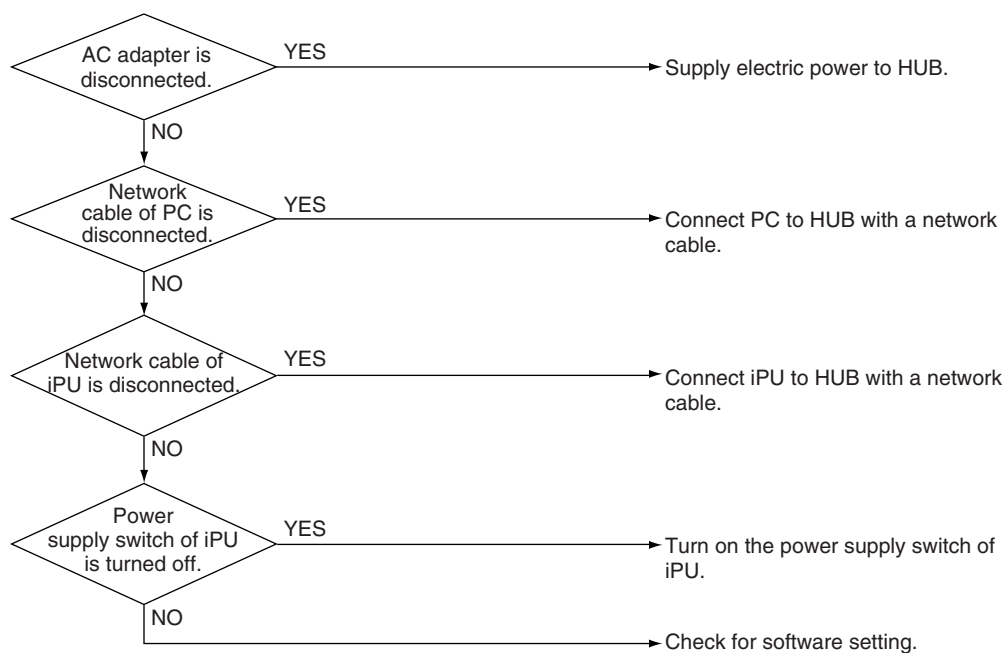 AC adapter is
disconnected.
YES
Supply electric power to HUB.
NO
Network
cable of PC is
disconnected.
YES
Connect PC to HUB with a network
cable.
NO
Network cable of
iPU is disconnected.
YES
Connect iPU to HUB with a network
cable.
NO
Power
supply switch of iPU
is turned off.
YES
Turn on the power supply switch of
iPU.
NO
Check for software setting.